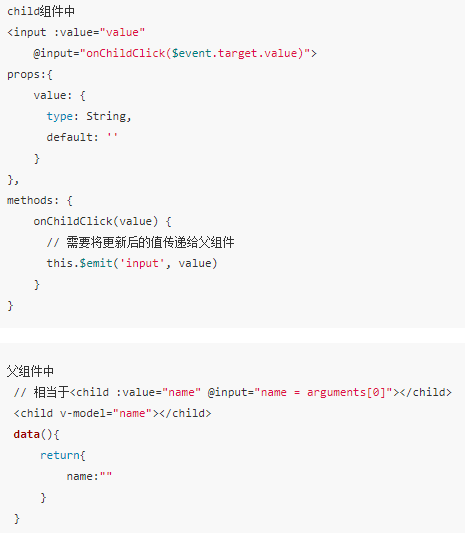 child组件中
<input :value="value"
    @input="onChildClick($event.target.value)">
props:{
    value: {
      type: String,
      default: ''
    }
},
methods: {
    onChildClick(value) {
      // 需要将更新后的值传递给父组件
      this.$emit('input', value)
    }
}
父组件中
 // 相当于<child :value="name" @input="name = arguments[0]"></child>
 <child v-model="name"></child>
 data(){
     return{
         name:""
     }
 }